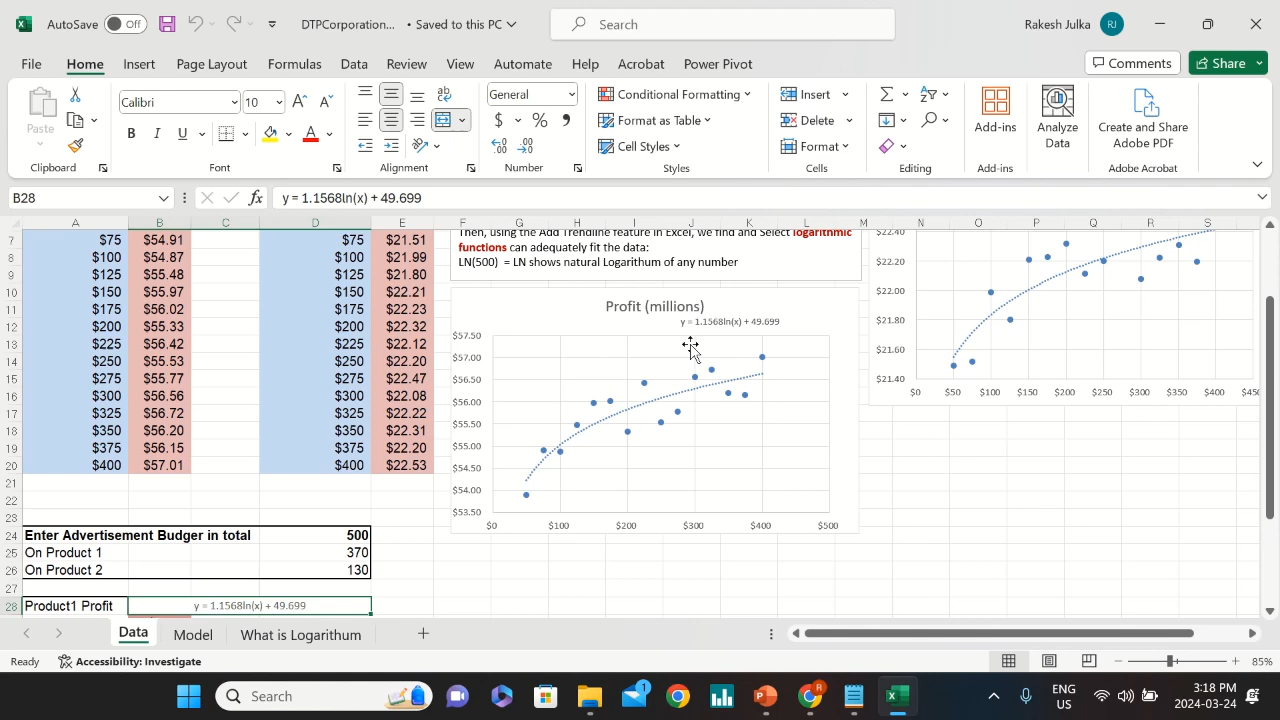 AutoSave Off DTPCorporation... • Saved to this PC Search Rakesh Julka RJ
File Home Insert Page Layout Formulas Data Review View Automate Help Acrobat Power Pivot Comments Share
Paste Calibri 10 General Conditional Formatting Insert Add-ins Analyze Data Create and Share Adobe PDF
B I U A $ % Format as Table Delete
Cell Styles Format
Clipboard Font Alignment Number Styles Cells Editing Add-ins Adobe Acrobat
B28 fx y = 1.1568ln(x) + 49.699
A B C D E F G H I J K L M N O P Q R S
7 $75 $54.91 $75 $21.51
8 $100 $54.87 $100 $21.99
9 $125 $55.48 $125 $21.80
10 $150 $55.97 $150 $22.21
11 $175 $56.02 $175 $22.23
12 $200 $55.33 $200 $22.32
13 $225 $56.42 $225 $22.12
14 $250 $55.53 $250 $22.20
15 $275 $55.77 $275 $22.47
16 $300 $56.56 $300 $22.08
17 $325 $56.72 $325 $22.22
18 $350 $56.20 $350 $22.31
19 $375 $56.15 $375 $22.20
20 $400 $57.01 $400 $22.53
21
22
23
24 Enter Advertisement Budger in total 500
25 On Product 1 370
26 On Product 2 130
27
28 Product1 Profit y = 1.1568ln(x) + 49.699
Then, using the Add Trendline feature in Excel, we find and Select logarithmic
functions can adequately fit the data:
LN(500) = LN shows natural Logarithm of any number
Profit (millions)
y = 1.1568ln(x) + 49.699
$57.50
$57.00
$56.50
$56.00
$55.50
$55.00
$54.50
$54.00
$53.50
$0 $100 $200 $300 $400 $500
$22.40
$22.20
$22.00
$21.80
$21.60
$21.40
$0 $50 $100 $150 $200 $250 $300 $350 $400
Data Model What is Logarithum
Ready Accessibility: Investigate 85%
Search 1 ENG US 3:18 PM 2024-03-24